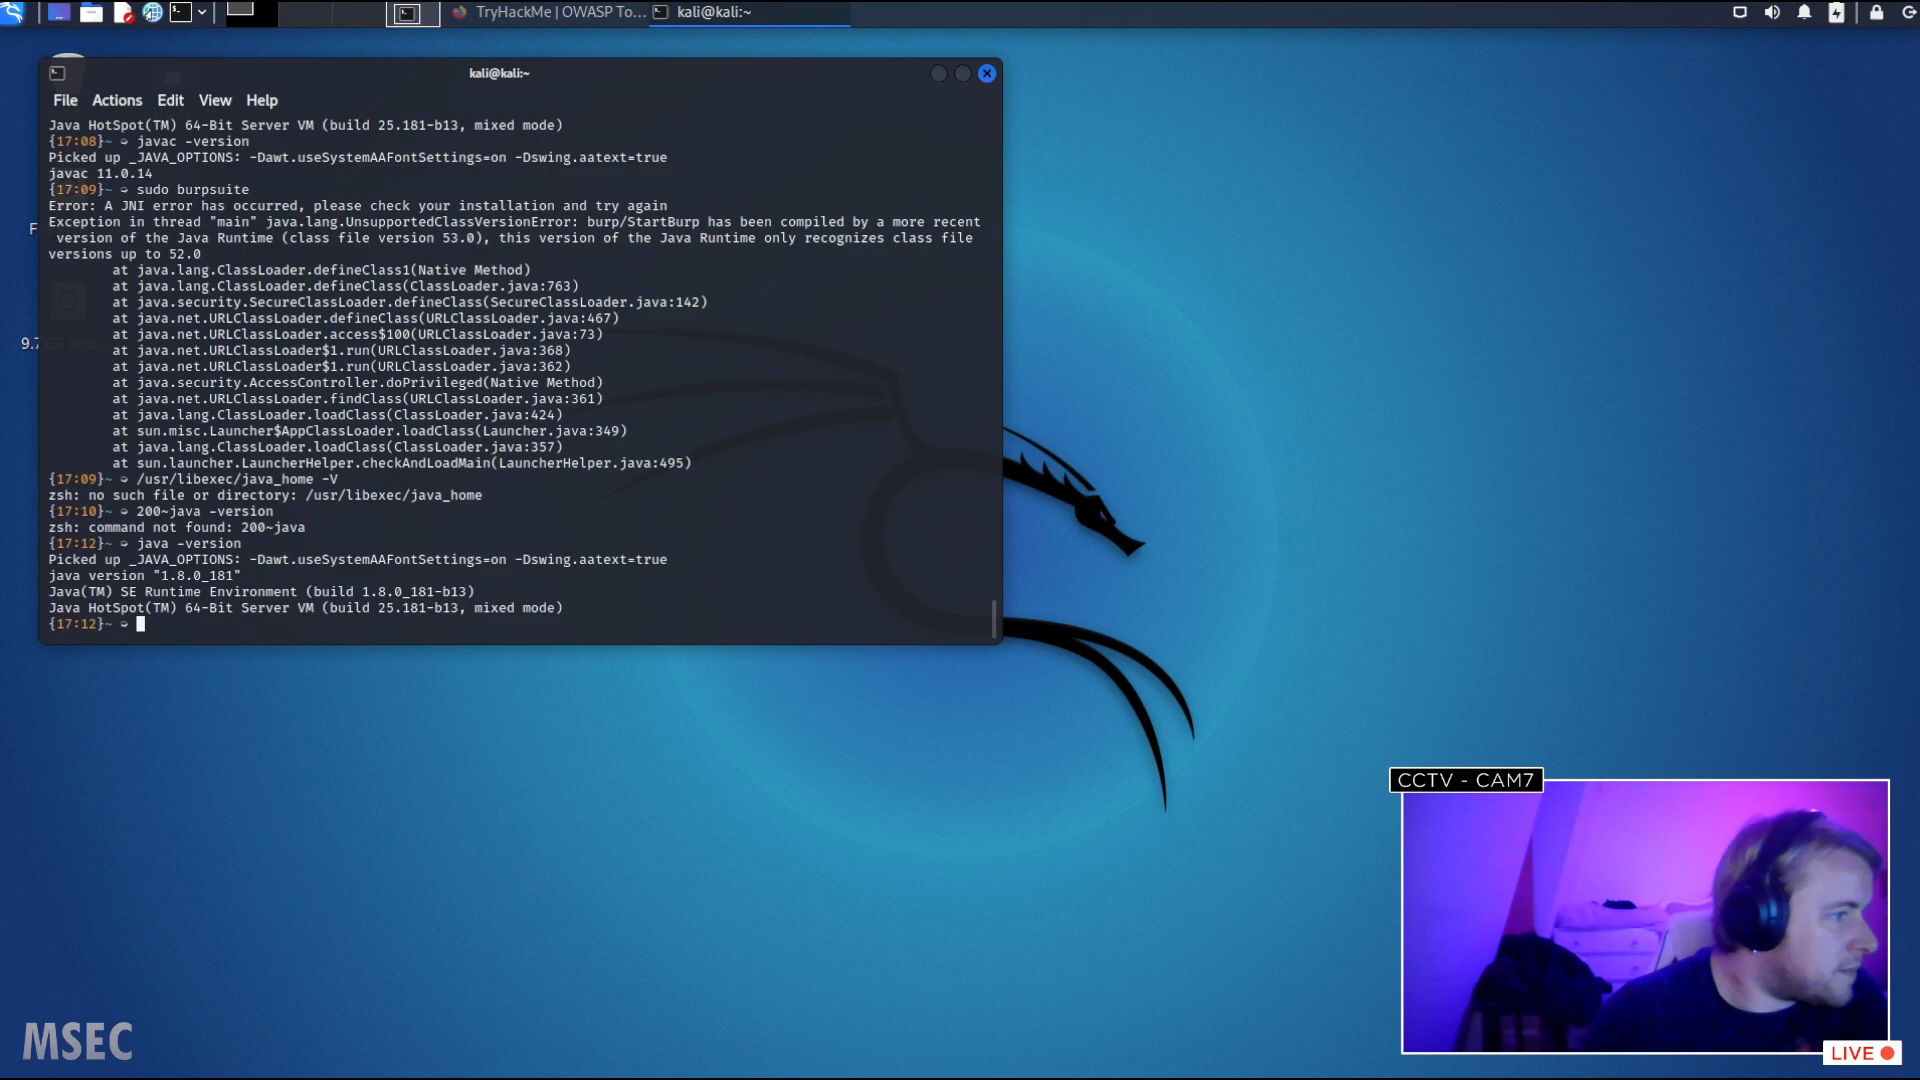 TryHackMe | OWASP To...
kali@kali:~
kali@kali:~
File Actions Edit View Help
Java HotSpot(TM) 64-Bit Server VM (build 25.181-b13, mixed mode)
{17:08}~ ➭ javac -version
Picked up _JAVA_OPTIONS: -Dawt.useSystemAAFontSettings=on -Dswing.aatext=true
javac 11.0.14
{17:09}~ ➭ sudo burpsuite
Error: A JNI error has occurred, please check your installation and try again
Exception in thread "main" java.lang.UnsupportedClassVersionError: burp/StartBurp has been compiled by a more recent
version of the Java Runtime (class file version 53.0), this version of the Java Runtime only recognizes class file
versions up to 52.0
at java.lang.ClassLoader.defineClass1(Native Method)
at java.lang.ClassLoader.defineClass(ClassLoader.java:763)
at java.security.SecureClassLoader.defineClass(SecureClassLoader.java:142)
at java.net.URLClassLoader.defineClass(URLClassLoader.java:467)
at java.net.URLClassLoader.access$100(URLClassLoader.java:73)
at java.net.URLClassLoader$1.run(URLClassLoader.java:368)
at java.net.URLClassLoader$1.run(URLClassLoader.java:362)
at java.security.AccessController.doPrivileged(Native Method)
at java.net.URLClassLoader.findClass(URLClassLoader.java:361)
at java.lang.ClassLoader.loadClass(ClassLoader.java:424)
at sun.misc.Launcher$AppClassLoader.loadClass(Launcher.java:349)
at java.lang.ClassLoader.loadClass(ClassLoader.java:357)
at sun.launcher.LauncherHelper.checkAndLoadMain(LauncherHelper.java:495)
{17:09}~ ➭ /usr/libexec/java_home -V
zsh: no such file or directory: /usr/libexec/java_home
{17:10}~ ➭ 200~java -version
zsh: command not found: 200~java
{17:12}~ ➭ java -version
Picked up _JAVA_OPTIONS: -Dawt.useSystemAAFontSettings=on -Dswing.aatext=true
java version "1.8.0_181"
Java(TM) SE Runtime Environment (build 1.8.0_181-b13)
Java HotSpot(TM) 64-Bit Server VM (build 25.181-b13, mixed mode)
{17:12}~ ➭
CCTV - CAM7
MSEC
LIVE